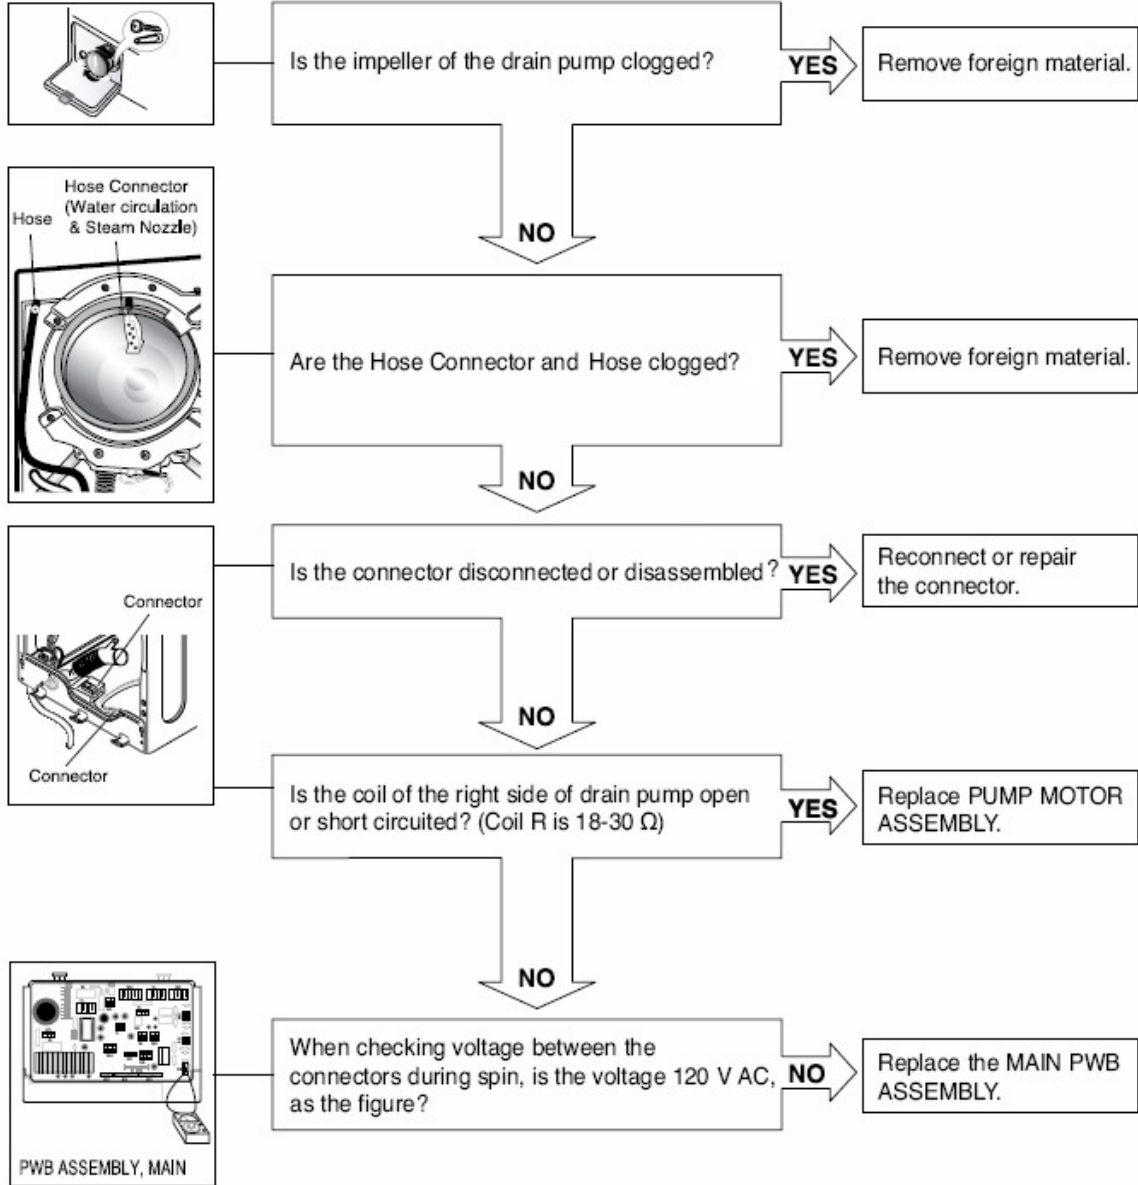 Is the impeller of the drain pump clogged?
YES
Remove foreign material.
NO
Hose Connector
(Water circulation
& Steam Nozzle)
Hose
Are the Hose Connector and Hose clogged?
YES
Remove foreign material.
NO
Is the connector disconnected or disassembled?
YES
Reconnect or repair
the connector.
Connector
Connector
NO
Is the coil of the right side of drain pump open
or short circuited? (Coil R is 18-30 Ω)
YES
Replace PUMP MOTOR
ASSEMBLY.
NO
When checking voltage between the
connectors during spin, is the voltage 120 V AC,
as the figure?
NO
Replace the MAIN PWB
ASSEMBLY.
PWB ASSEMBLY, MAIN